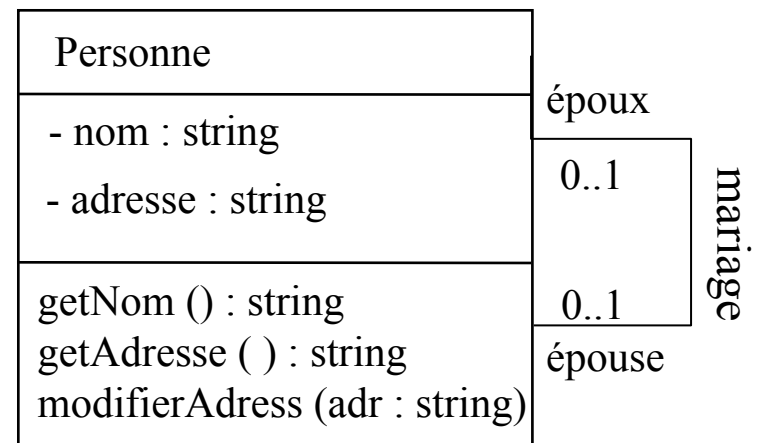 Personne
- nom : string
- adresse : string
getNom () : string
getAdresse ( ) : string
modifierAdress (adr : string)
époux
0..1
mariage
0..1
épouse